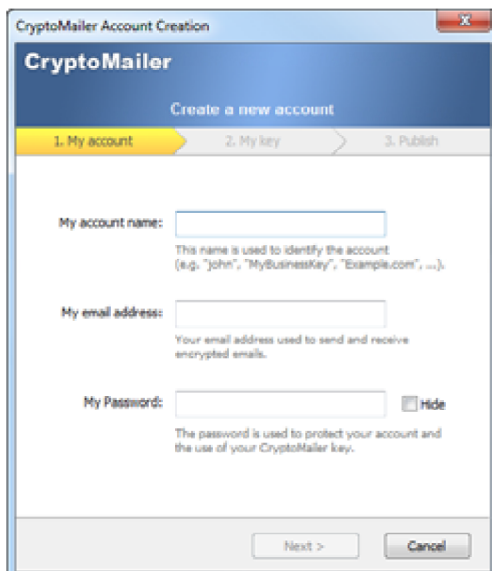 CryptoMailer Account Creation
X
CryptoMailer
Create a new account
1. My account
2. My key
3. Publish
My account name:
This name is used to identify the account
(e.g. "john", "MyBusinessKey", "Example.com", ...).
My email address:
Your email address used to send and receive
encrypted emails.
My Password:
Hide
The password is used to protect your account and
the use of your CryptoMailer key.
Next >
Cancel